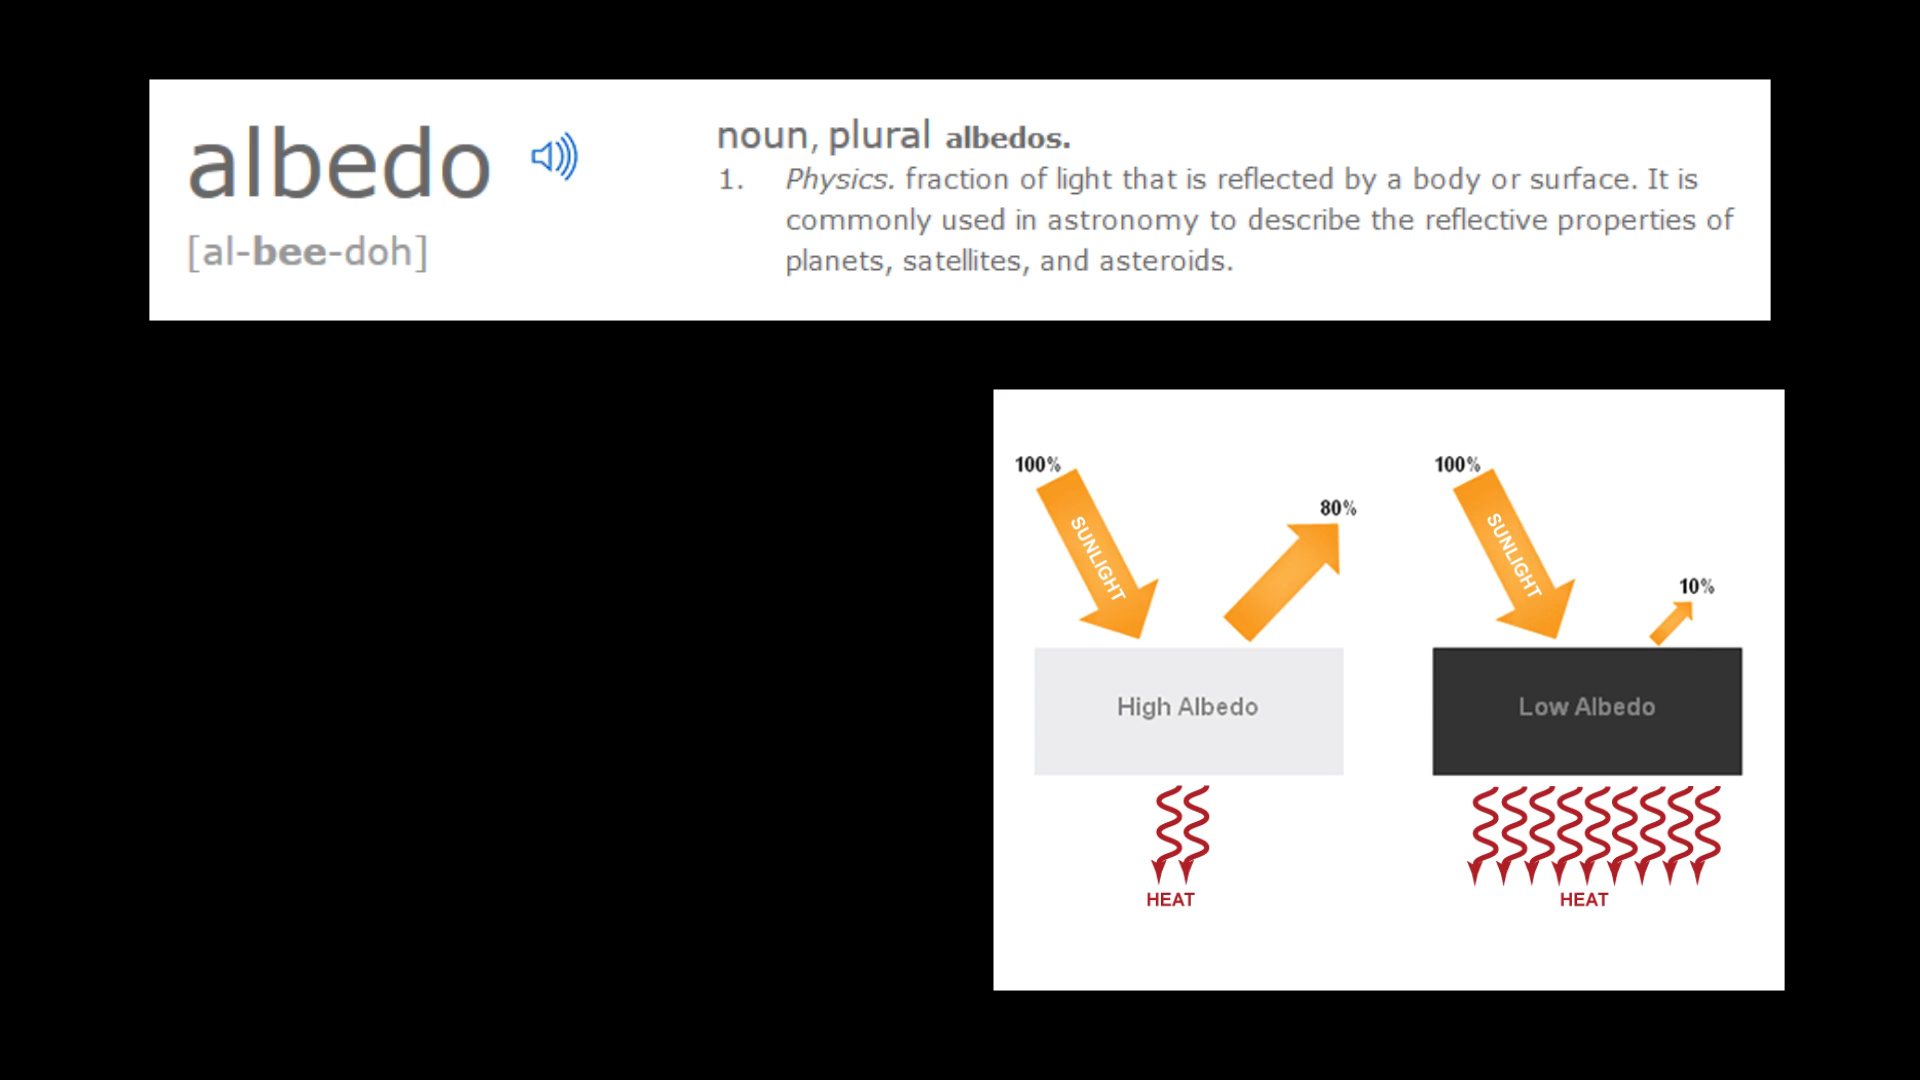 albedo
[al-bee-doh]
noun, plural albedos.
1. Physics. fraction of light that is reflected by a body or surface. It is
commonly used in astronomy to describe the reflective properties of
planets, satellites, and asteroids.
100%
SUNLIGHT
80%
High Albedo
HEAT
100%
SUNLIGHT
10%
Low Albedo
HEAT